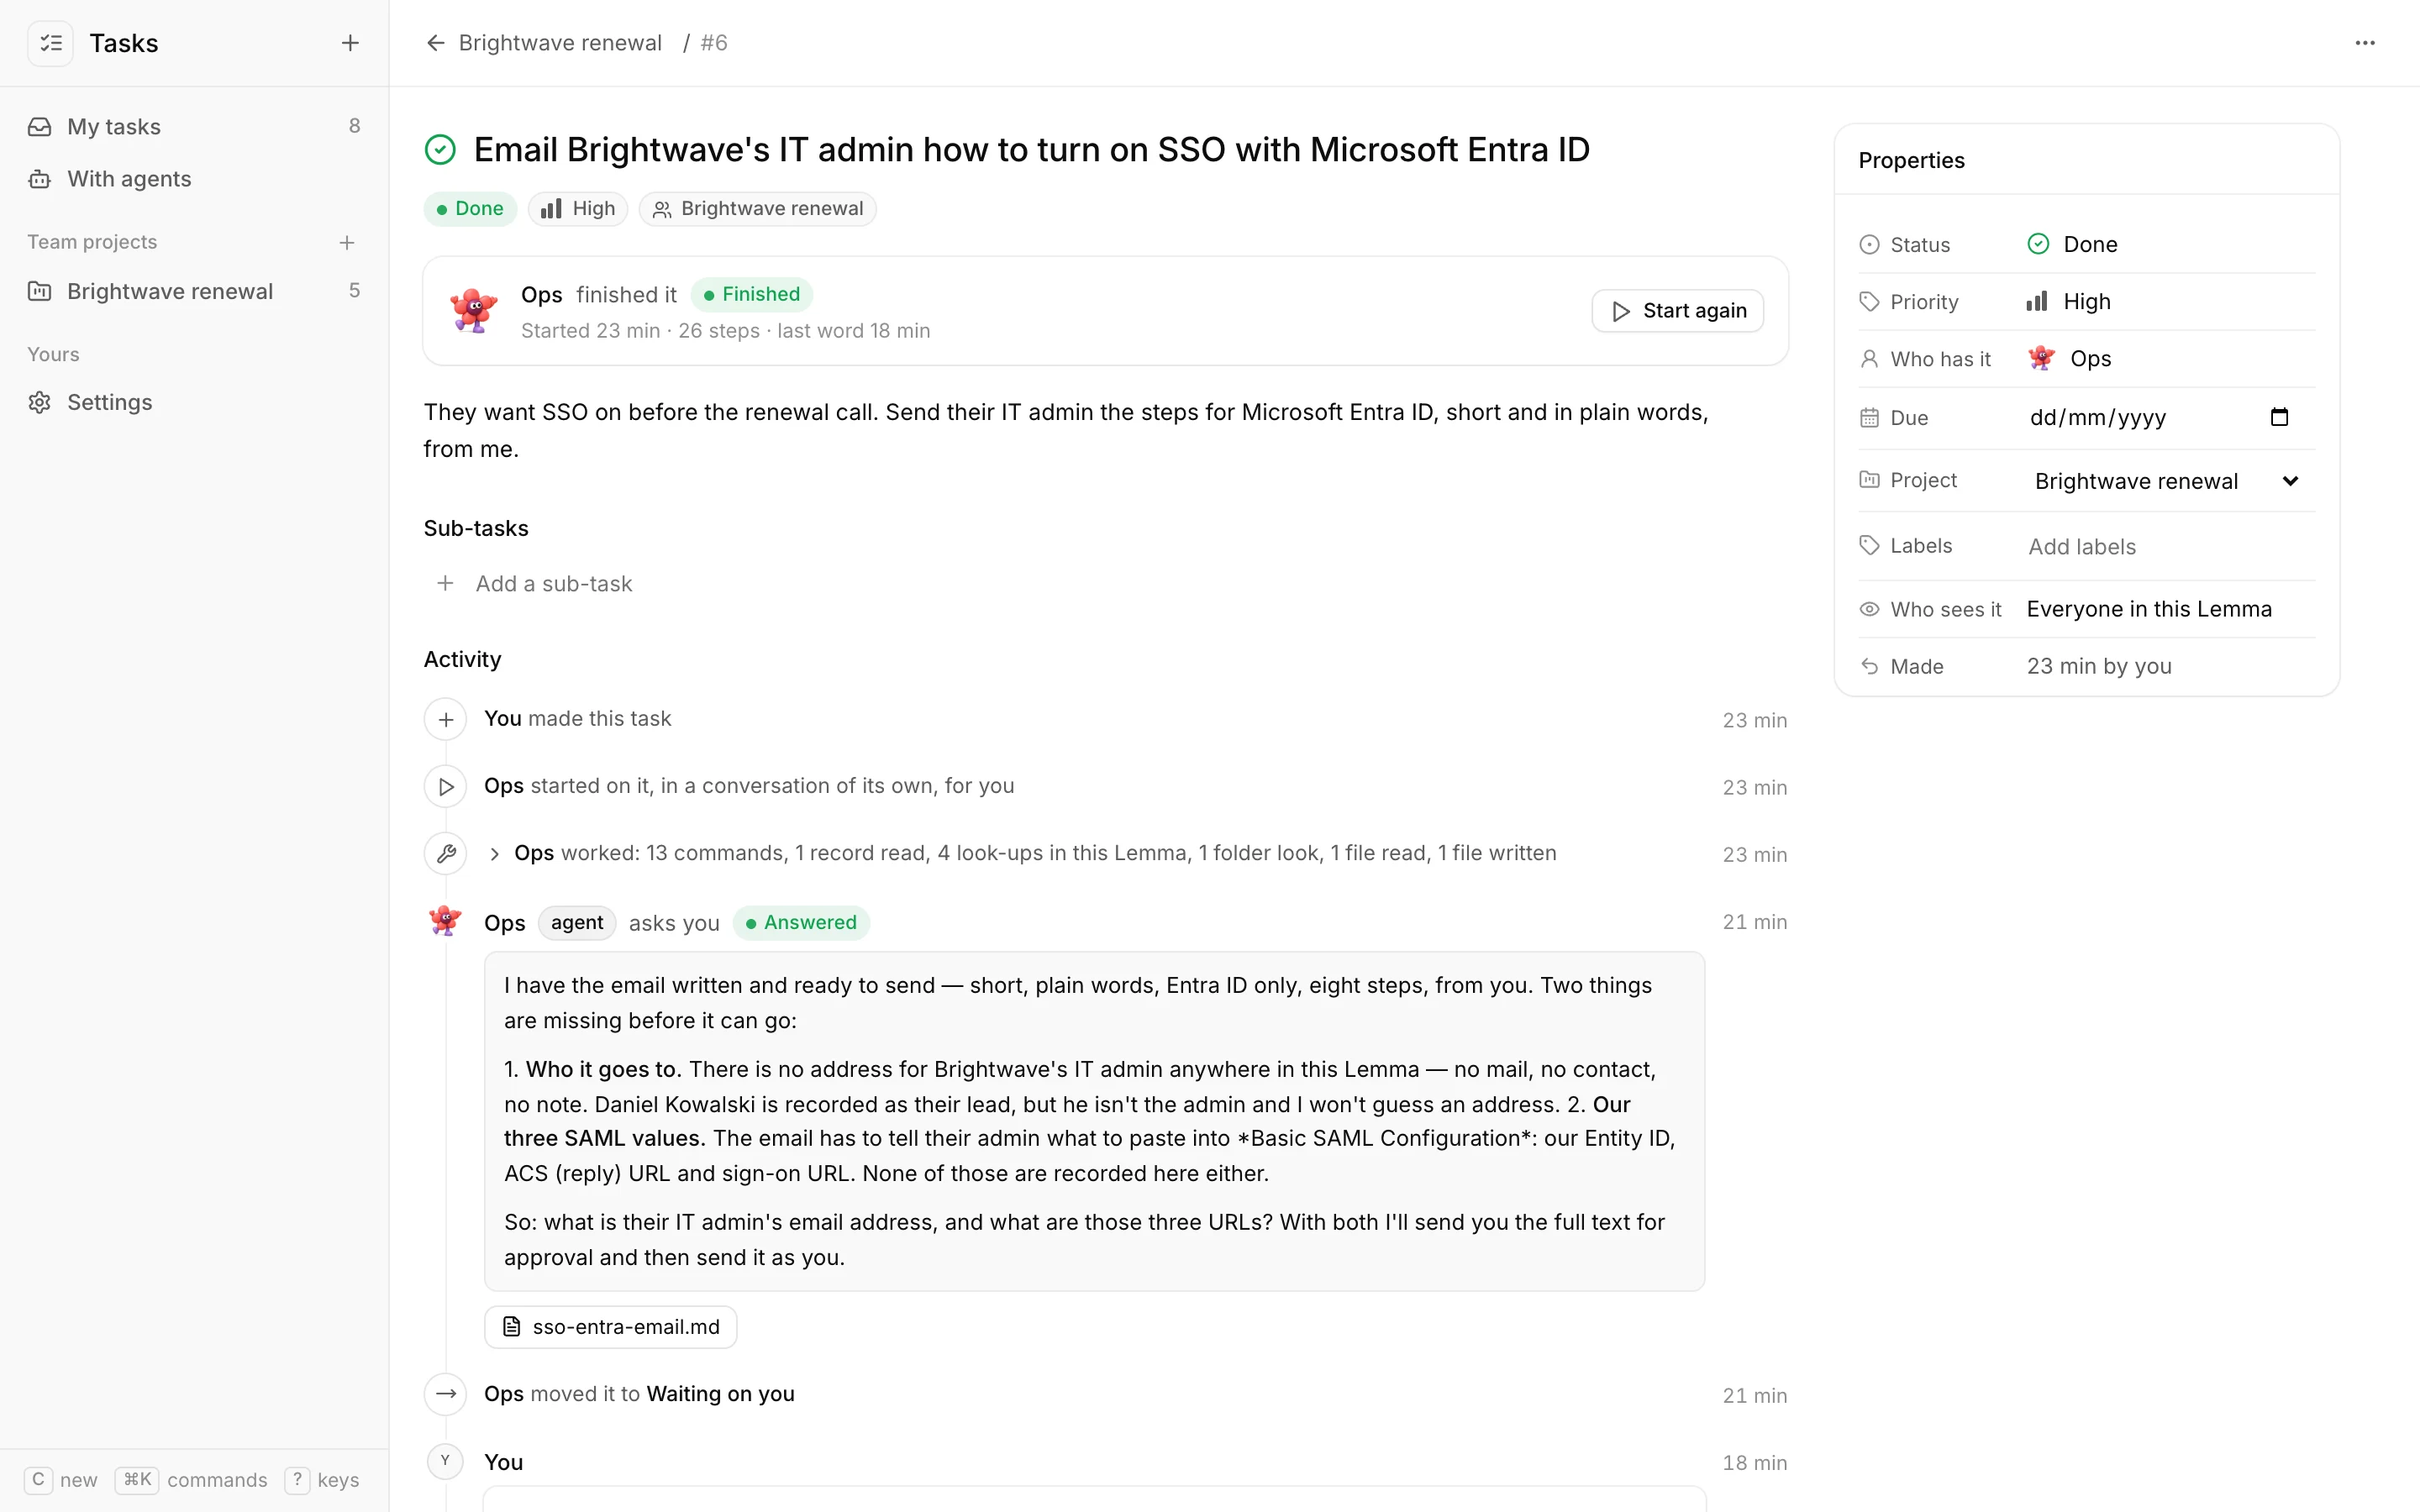 Tasks
My tasks 8
With agents
Team projects
Brightwave renewal 5
Yours
Settings
C new ⌘K commands ? keys
Brightwave renewal / #6
Email Brightwave's IT admin how to turn on SSO with Microsoft Entra ID
Done High Brightwave renewal
Ops finished it Finished
Started 23 min · 26 steps · last word 18 min
Start again
They want SSO on before the renewal call. Send their IT admin the steps for Microsoft Entra ID, short and in plain words,
from me.
Sub-tasks
Add a sub-task
Activity
You made this task 23 min
Ops started on it, in a conversation of its own, for you 23 min
Ops worked: 13 commands, 1 record read, 4 look-ups in this Lemma, 1 folder look, 1 file read, 1 file written 23 min
Ops agent asks you Answered 21 min
I have the email written and ready to send — short, plain words, Entra ID only, eight steps, from you. Two things
are missing before it can go:
1. Who it goes to. There is no address for Brightwave's IT admin anywhere in this Lemma — no mail, no contact,
no note. Daniel Kowalski is recorded as their lead, but he isn't the admin and I won't guess an address. 2. Our
three SAML values. The email has to tell their admin what to paste into *Basic SAML Configuration*: our Entity ID,
ACS (reply) URL and sign-on URL. None of those are recorded here either.
So: what is their IT admin's email address, and what are those three URLs? With both I'll send you the full text for
approval and then send it as you.
sso-entra-email.md
Ops moved it to Waiting on you 21 min
Y You 18 min
Properties
Status Done
Priority High
Who has it Ops
Due dd/mm/yyyy
Project Brightwave renewal
Labels Add labels
Who sees it Everyone in this Lemma
Made 23 min by you